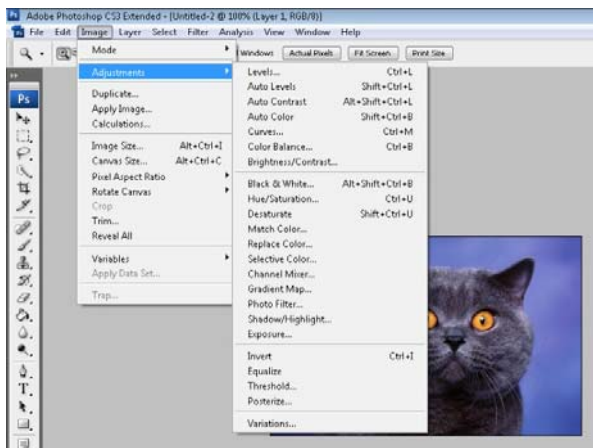 Adobe Photoshop CS3 Extended - [Untitled-2 @ 100% (Layer 1, RGB/8)]
File Edit Image Layer Select Filter Analysis View Window Help
Windows Actual Pixels Fit Screen Print Size
Ps
Mode
Adjustments
Duplicate...
Apply Image...
Calculations...
Image Size... Alt+Ctrl+I
Canvas Size... Alt+Ctrl+C
Pixel Aspect Ratio
Rotate Canvas
Crop
Trim...
Reveal All
Variables
Apply Data Set...
Trap...
Levels... Ctrl+L
Auto Levels Shift+Ctrl+L
Auto Contrast Alt+Shift+Ctrl+L
Auto Color Shift+Ctrl+B
Curves... Ctrl+M
Color Balance... Ctrl+B
Brightness/Contrast...
Black & White... Alt+Shift+Ctrl+B
Hue/Saturation... Ctrl+U
Desaturate Shift+Ctrl+U
Match Color...
Replace Color...
Selective Color...
Channel Mixer...
Gradient Map...
Photo Filter...
Shadow/Highlight...
Exposure...
Invert Ctrl+I
Equalize
Threshold...
Posterize...
Variations...